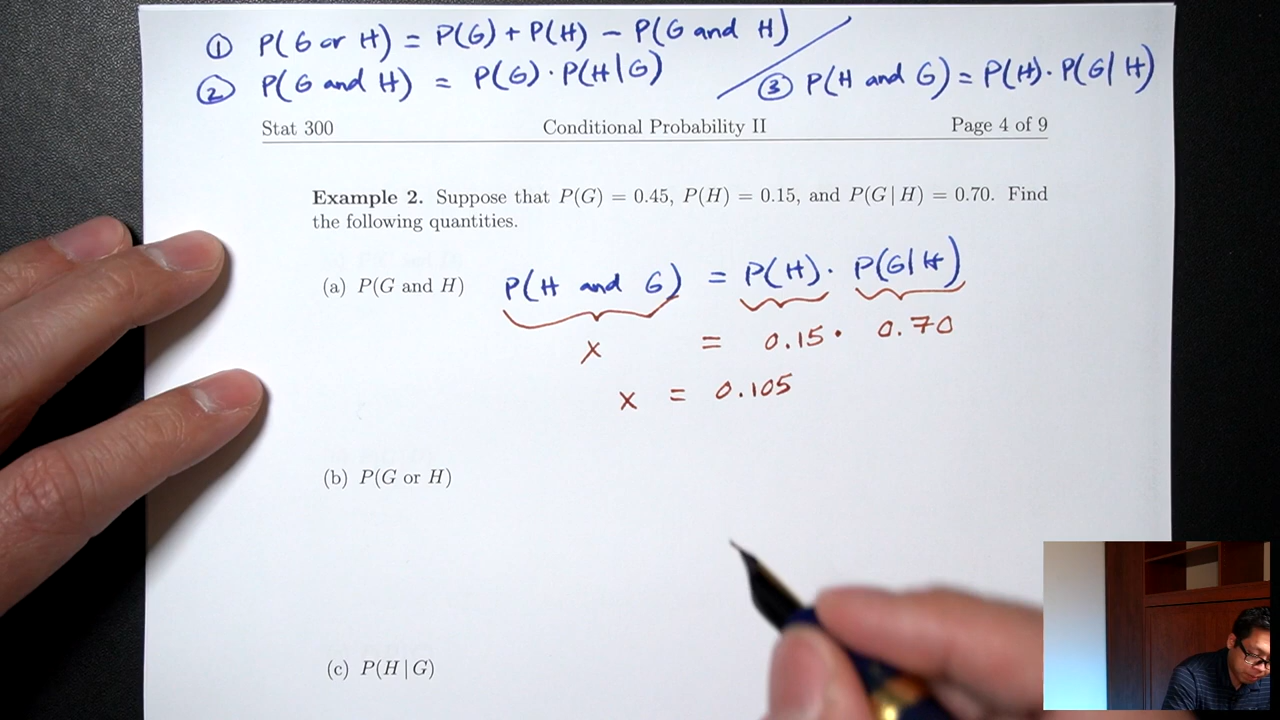 ① P(G or H) = P(G) + P(H) - P(G and H)
② P(G and H) = P(G) · P(H|G) ③ P(H and G) = P(H) · P(G|H)
Stat 300 Conditional Probability II Page 4 of 9
Example 2. Suppose that P(G) = 0.45, P(H) = 0.15, and P(G | H) = 0.70. Find
the following quantities.
(a) P(G and H) P(H and G) = P(H) · P(G|H)
x = 0.15 · 0.70
x = 0.105
(b) P(G or H)
(c) P(H | G)